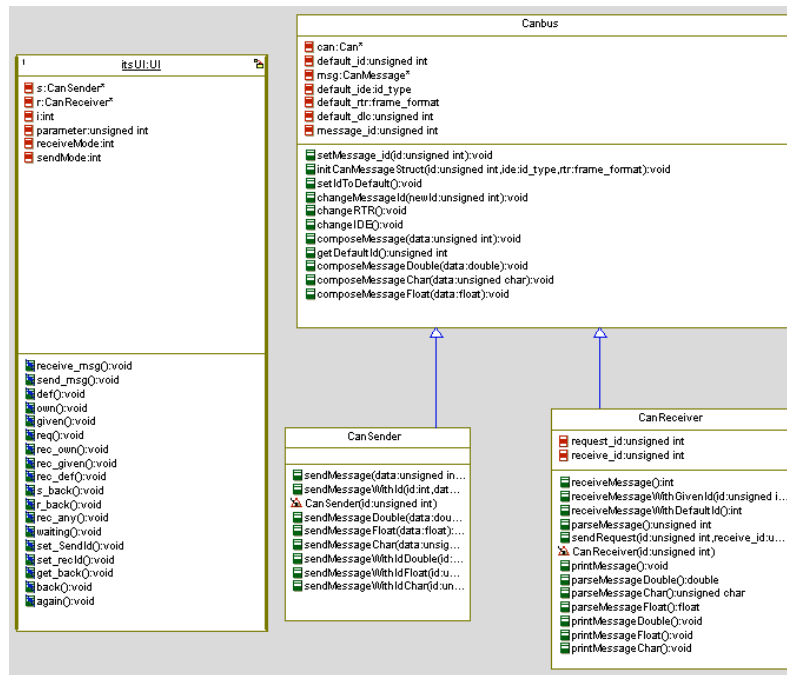 1
itsUI:UI
s:CanSender*
r:CanReceiver*
i:int
parameter:unsigned int
receiveMode:int
sendMode:int
receive_msg():void
send_msg():void
def():void
own():void
given():void
req():void
rec_own():void
rec_given():void
rec_def():void
s_back():void
r_back():void
rec_any():void
waiting():void
set_SendId():void
set_recId():void
get_back():void
back():void
again():void
Canbus
can:Can*
default_id:unsigned int
msg:CanMessage*
default_ide:id_type
default_rtr:frame_format
default_dlc:unsigned int
message_id:unsigned int
setMessage_id(id:unsigned int):void
initCanMessageStruct(id:unsigned int,ide:id_type,rtr:frame_format):void
setIdToDefault():void
changeMessageId(newId:unsigned int):void
changeRTR():void
changeIDE():void
composeMessage(data:unsigned int):void
getDefaultId():unsigned int
composeMessageDouble(data:double):void
composeMessageChar(data:unsigned char):void
composeMessageFloat(data:float):void
CanSender
sendMessage(data:unsigned in...
sendMessageWithId(id:int,dat...
CanSender(id:unsigned int)
sendMessageDouble(data:dou...
sendMessageFloat(data:float):...
sendMessageChar(data:unsig...
sendMessageWithIdDouble(id:...
sendMessageWithIdFloat(id:u...
sendMessageWithIdChar(id:un...
CanReceiver
request_id:unsigned int
receive_id:unsigned int
receiveMessage():int
receiveMessageWithGivenId(id:unsigned i...
receiveMessageWithDefaultId():int
parseMessage():unsigned int
sendRequest(id:unsigned int,receive_id:u...
CanReceiver(id:unsigned int)
printMessage():void
parseMessageDouble():double
parseMessageChar():unsigned char
parseMessageFloat():float
printMessageDouble():void
printMessageFloat():void
printMessageChar():void